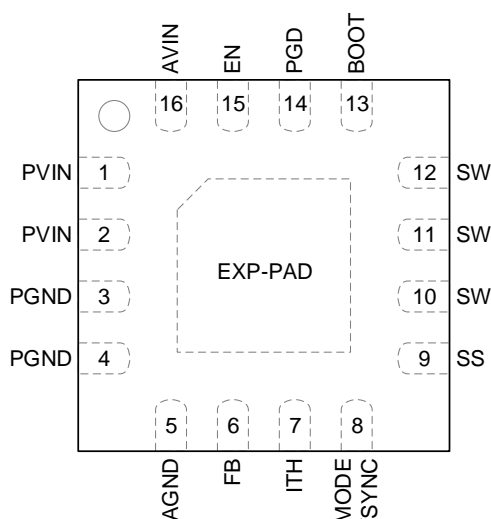 AVIN
EN
PGD
BOOT
16
15
14
13
PVIN 1
12 SW
PVIN 2
11 SW
EXP-PAD
PGND 3
10 SW
PGND 4
9 SS
5
6
7
8
AGND
FB
ITH
MODE
SYNC